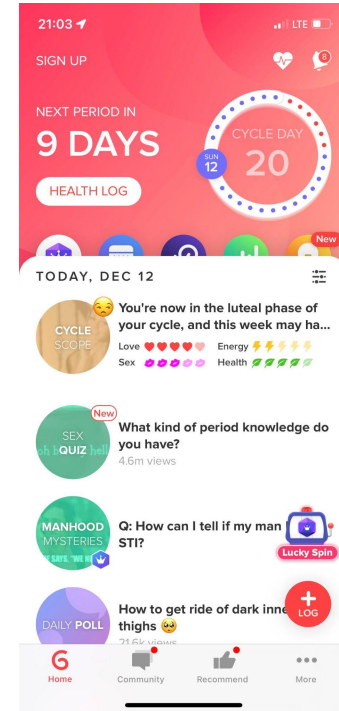 21:03
LTE
SIGN UP
8
NEXT PERIOD IN
9 DAYS
HEALTH LOG
CYCLE DAY
20
SUN
12
New
TODAY, DEC 12
CYCLE
SCOPE
You're now in the luteal phase of
your cycle, and this week may ha...
Love
Energy
Sex
Health
New
SEX
QUIZ
What kind of period knowledge do
you have?
4.6m views
MANHOOD
MYSTERIES
Q: How can I tell if my man
STI?
Lucky Spin
DAILY POLL
How to get ride of dark inne
thighs 🥺
21.6k views
+
LOG
Home
Community
Recommend
More